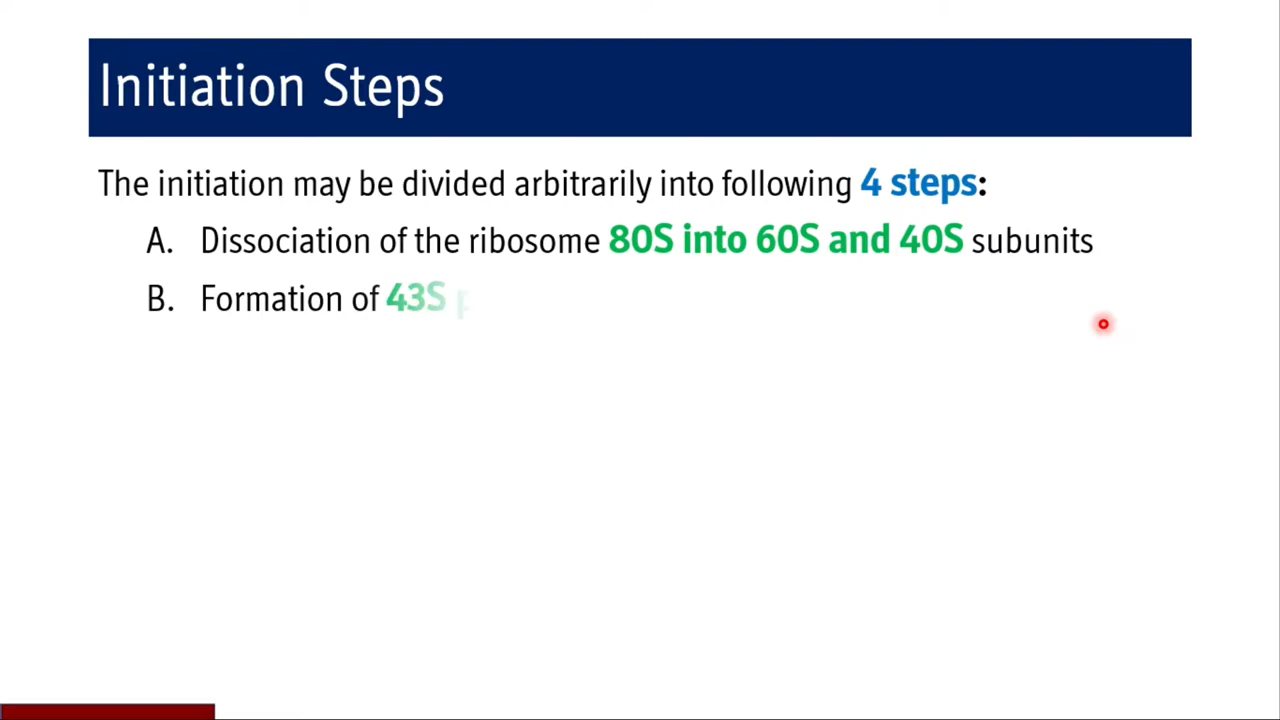 Initiation Steps
The initiation may be divided arbitrarily into following 4 steps:
A. Dissociation of the ribosome 80S into 60S and 40S subunits
B. Formation of 43S p